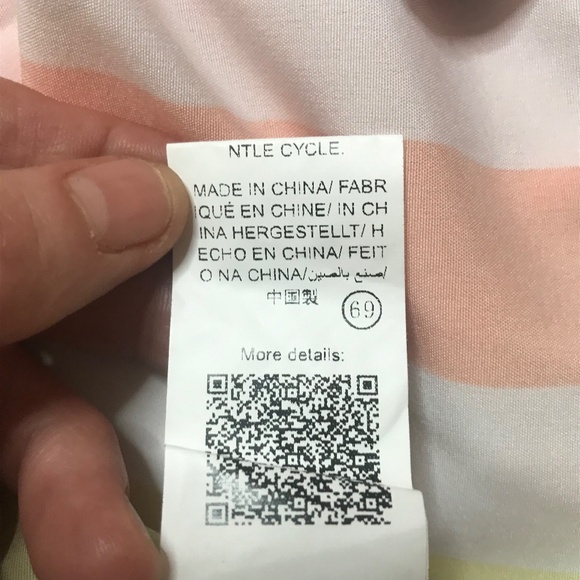 NTLE CYCLE.
MADE IN CHINA/ FABR
IQUÉ EN CHINE/ IN CH
INA HERGESTELLT/ H
ECHO EN CHINA/ FEIT
O NA CHINA/صنع بالصين/
中国製 69
More details: